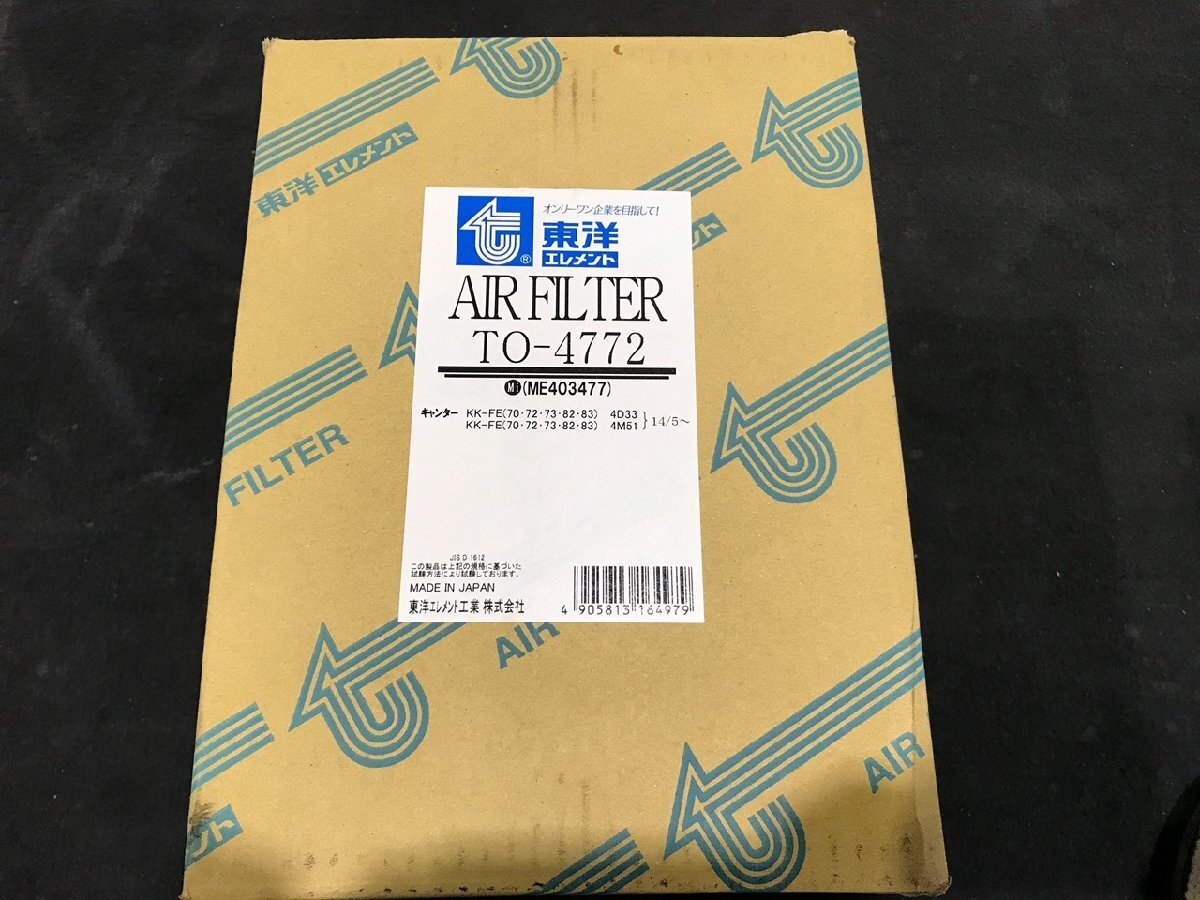 東洋エレメント
オンリーワン企業を目指して!
東洋
エレメント
AIR FILTER
TO-4772
Mi(ME403477)
キャンター KK-FE(70・72・73・82・83) 4D33
KK-FE(70・72・73・82・83) 4M51 }14/5~
JIS D 1612
この製品は上記の規格に基づいた
試験方法により試験しております。
MADE IN JAPAN
東洋エレメント工業 株式会社
4 905813 164979
FILTER
AIR
AIR